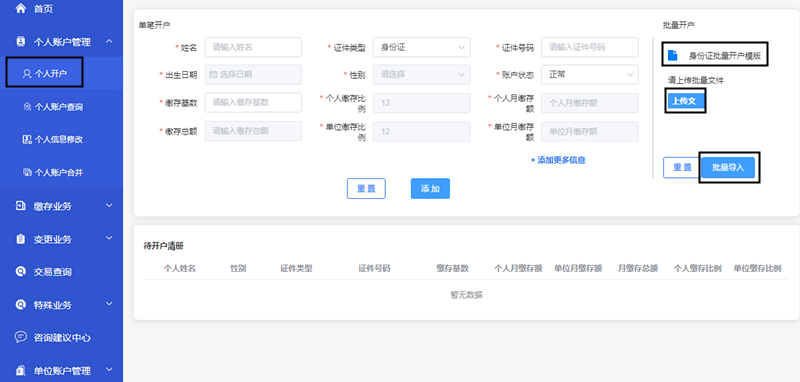 首页
个人账户管理
个人开户
个人账户查询
个人信息修改
个人账户合并
缴存业务
变更业务
交易查询
特殊业务
咨询建议中心
单位账户管理
单笔开户
* 姓名 请输入姓名 * 证件类型 身份证 * 证件号码 请输入证件号码
* 出生日期 选择日期 * 性别 请选择 * 账户状态 正常
* 缴存基数 请输入缴存基数 * 个人缴存比例 12 * 个人月缴存额 个人月缴存额
* 缴存总额 请输入缴存总额 * 单位缴存比例 12 * 单位月缴存额 单位月缴存额
+ 添加更多信息
重置 添加
批量开户
身份证批量开户模版
请上传批量文件
上传文
重置 批量导入
待开户清册
个人姓名 性别 证件类型 证件号码 缴存基数 个人月缴存额 单位月缴存额 月缴存总额 个人缴存比例 单位缴存比例
暂无数据